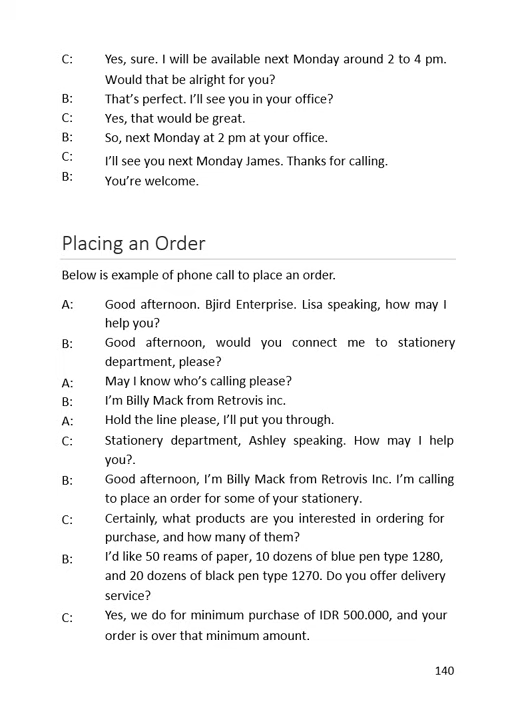 C: Yes, sure. I will be available next Monday around 2 to 4 pm.
Would that be alright for you?
B: That’s perfect. I’ll see you in your office?
C: Yes, that would be great.
B: So, next Monday at 2 pm at your office.
C: I’ll see you next Monday James. Thanks for calling.
B: You’re welcome.
Placing an Order
Below is example of phone call to place an order.
A: Good afternoon. Bjird Enterprise. Lisa speaking, how may I
help you?
B: Good afternoon, would you connect me to stationery
department, please?
A: May I know who’s calling please?
B: I’m Billy Mack from Retrovis inc.
A: Hold the line please, I’ll put you through.
C: Stationery department, Ashley speaking. How may I help
you?.
B: Good afternoon, I’m Billy Mack from Retrovis Inc. I’m calling
to place an order for some of your stationery.
C: Certainly, what products are you interested in ordering for
purchase, and how many of them?
B: I’d like 50 reams of paper, 10 dozens of blue pen type 1280,
and 20 dozens of black pen type 1270. Do you offer delivery
service?
C: Yes, we do for minimum purchase of IDR 500.000, and your
order is over that minimum amount.
140